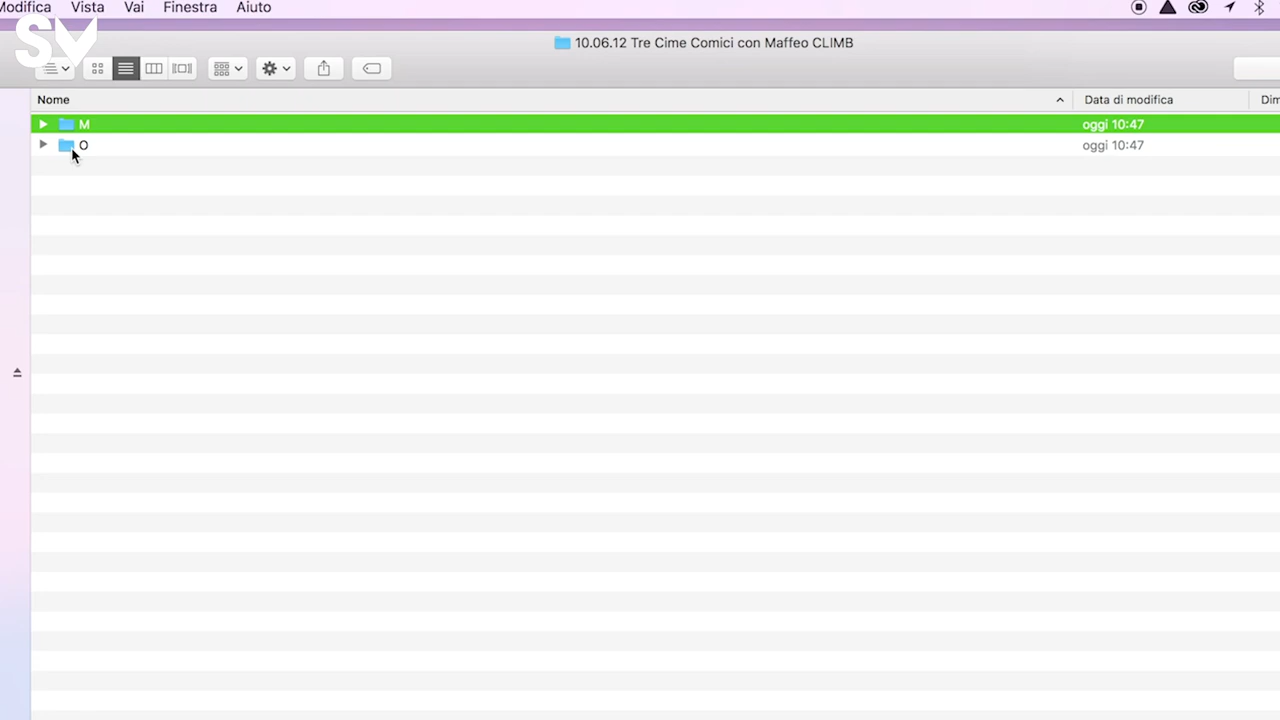 Modifica Vista Vai Finestra Aiuto
SV
10.06.12 Tre Cime Comici con Maffeo CLIMB
Nome Data di modifica Dim
M oggi 10:47
O oggi 10:47